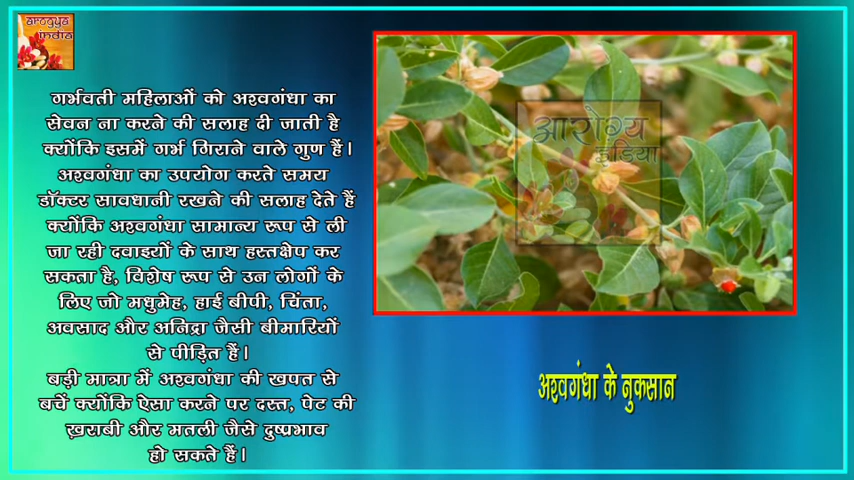 arogya
india
गर्भवती महिलाओं को अश्वगंधा का
सेवन ना करने की सलाह दी जाती है
क्योंकि इसमें गर्भ गिराने वाले गुण हैं।
अश्वगंधा का उपयोग करते समय
डॉक्टर सावधानी रखने की सलाह देते हैं
क्योंकि अश्वगंधा सामान्य रूप से ली
जा रही दवाइयों के साथ हस्तक्षेप कर
सकता है, विशेष रूप से उन लोगों के
लिए जो मधुमेह, हाई बीपी, चिंता,
अवसाद और अनिद्रा जैसी बीमारियों
से पीड़ित हैं।
बड़ी मात्रा में अश्वगंधा की खपत से
बचें क्योंकि ऐसा करने पर दस्त, पेट की
ख़राबी और मतली जैसे दुष्प्रभाव
हो सकते हैं।
आरोग्य
इंडिया
अश्वगंधा के नुकसान